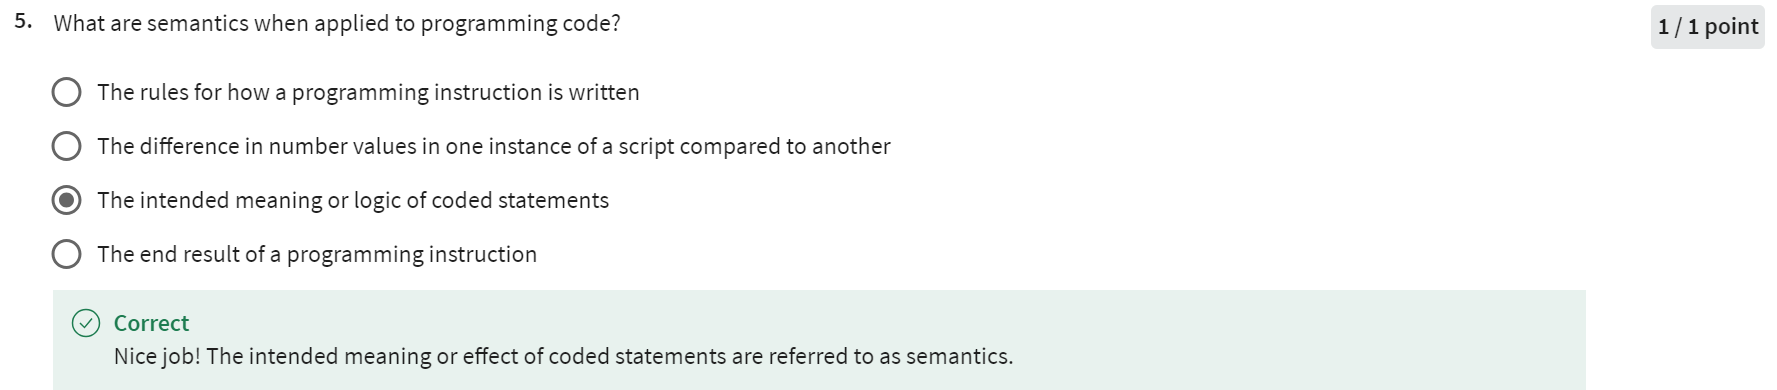 5. What are semantics when applied to programming code?
1 / 1 point
The rules for how a programming instruction is written
The difference in number values in one instance of a script compared to another
The intended meaning or logic of coded statements
The end result of a programming instruction
Correct
Nice job! The intended meaning or effect of coded statements are referred to as semantics.